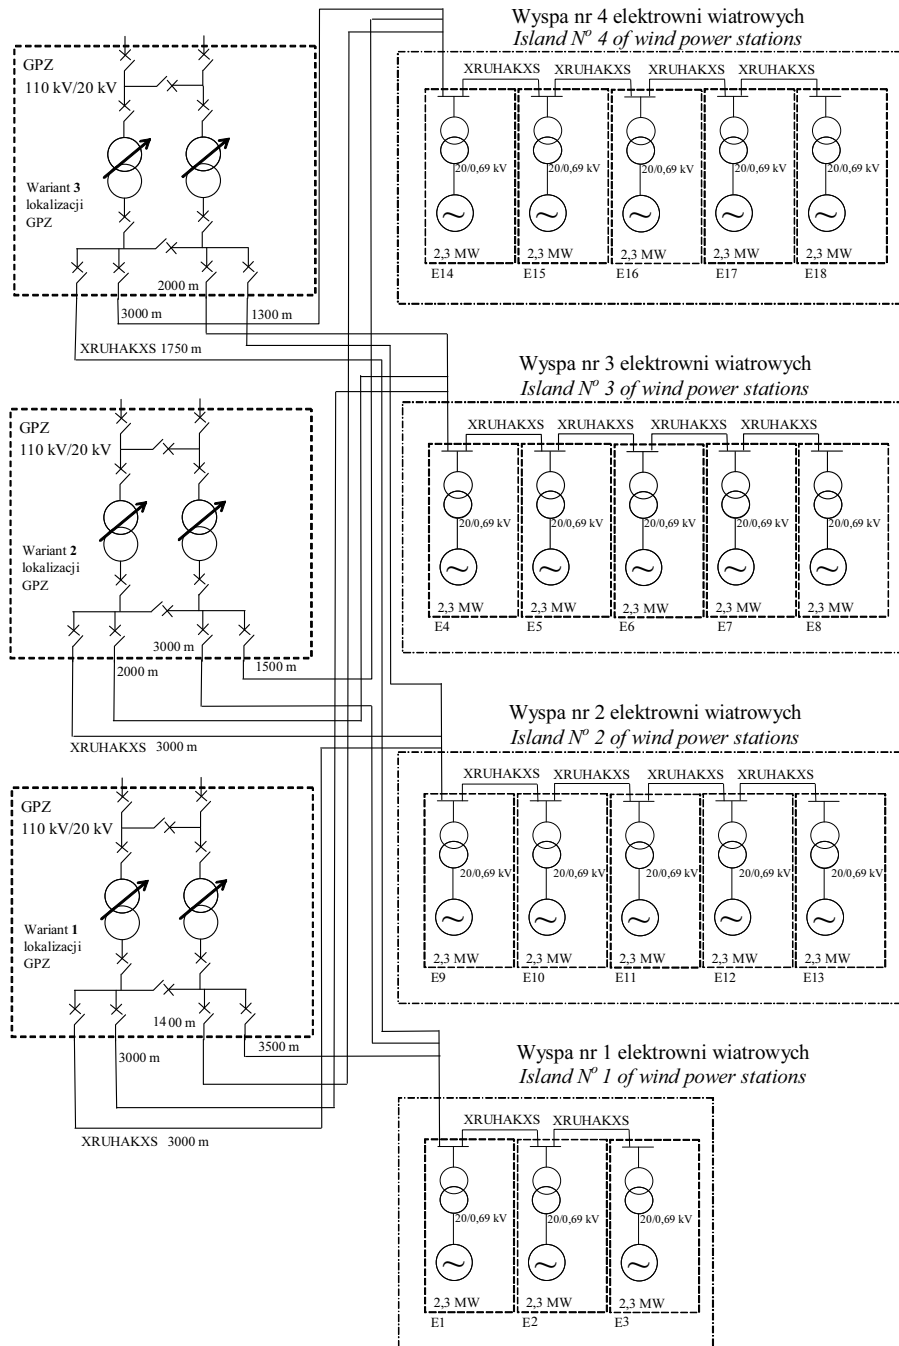 Wyspa nr 4 elektrowni wiatrowych
Island Nº 4 of wind power stations
GPZ
110 kV/20 kV
Wariant 3
lokalizacji
GPZ
2000 m
3000 m
1300 m
XRUHAKXS 1750 m
XRUHAKXS XRUHAKXS XRUHAKXS XRUHAKXS
20/0,69 kV 20/0,69 kV 20/0,69 kV 20/0,69 kV 20/0,69 kV
2,3 MW 2,3 MW 2,3 MW 2,3 MW 2,3 MW
E14 E15 E16 E17 E18
Wyspa nr 3 elektrowni wiatrowych
Island Nº 3 of wind power stations
GPZ
110 kV/20 kV
Wariant 2
lokalizacji
GPZ
3000 m
2000 m
1500 m
XRUHAKXS 3000 m
XRUHAKXS XRUHAKXS XRUHAKXS XRUHAKXS
20/0,69 kV 20/0,69 kV 20/0,69 kV 20/0,69 kV 20/0,69 kV
2,3 MW 2,3 MW 2,3 MW 2,3 MW 2,3 MW
E4 E5 E6 E7 E8
Wyspa nr 2 elektrowni wiatrowych
Island Nº 2 of wind power stations
GPZ
110 kV/20 kV
Wariant 1
lokalizacji
GPZ
1400 m
3000 m
3500 m
XRUHAKXS 3000 m
XRUHAKXS XRUHAKXS XRUHAKXS XRUHAKXS
20/0,69 kV 20/0,69 kV 20/0,69 kV 20/0,69 kV 20/0,69 kV
2,3 MW 2,3 MW 2,3 MW 2,3 MW 2,3 MW
E9 E10 E11 E12 E13
Wyspa nr 1 elektrowni wiatrowych
Island Nº 1 of wind power stations
XRUHAKXS XRUHAKXS
20/0,69 kV 20/0,69 kV 20/0,69 kV
2,3 MW 2,3 MW 2,3 MW
E1 E2 E3